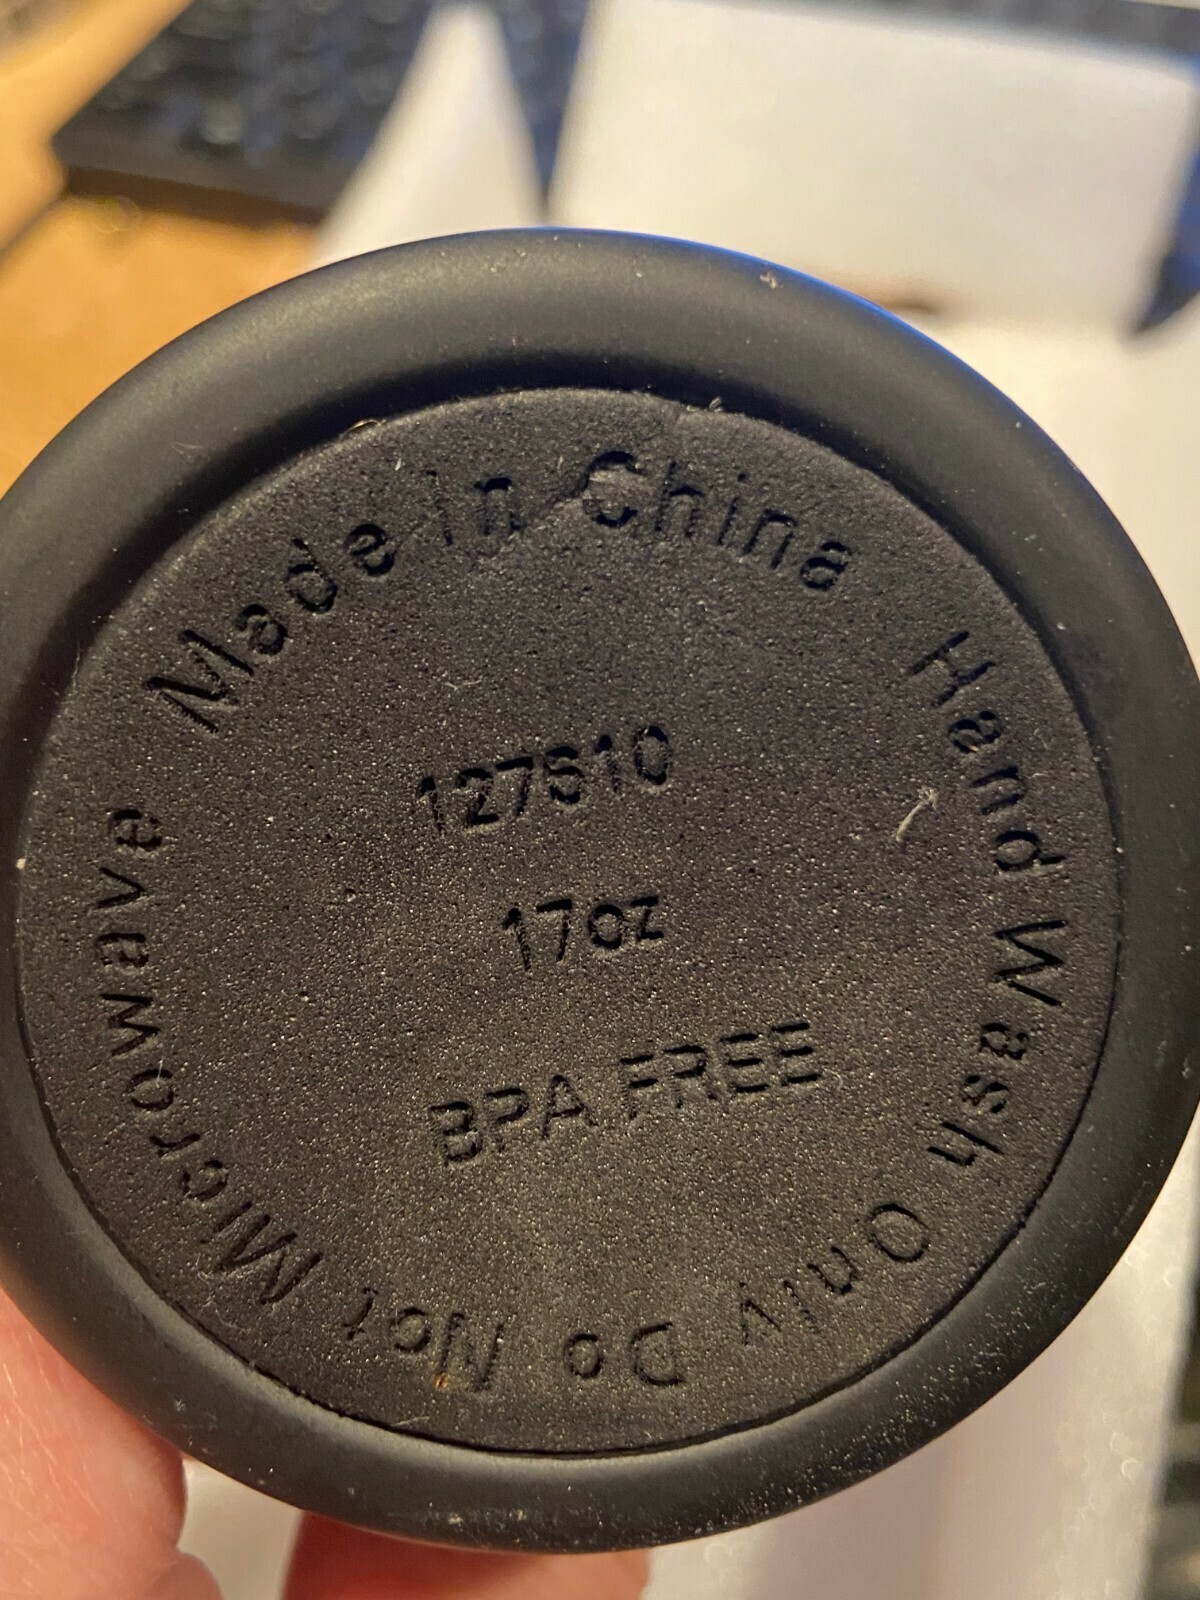 Made in China
Hand Wash Only
Do Not Microwave
127510
17oz
BPA FREE